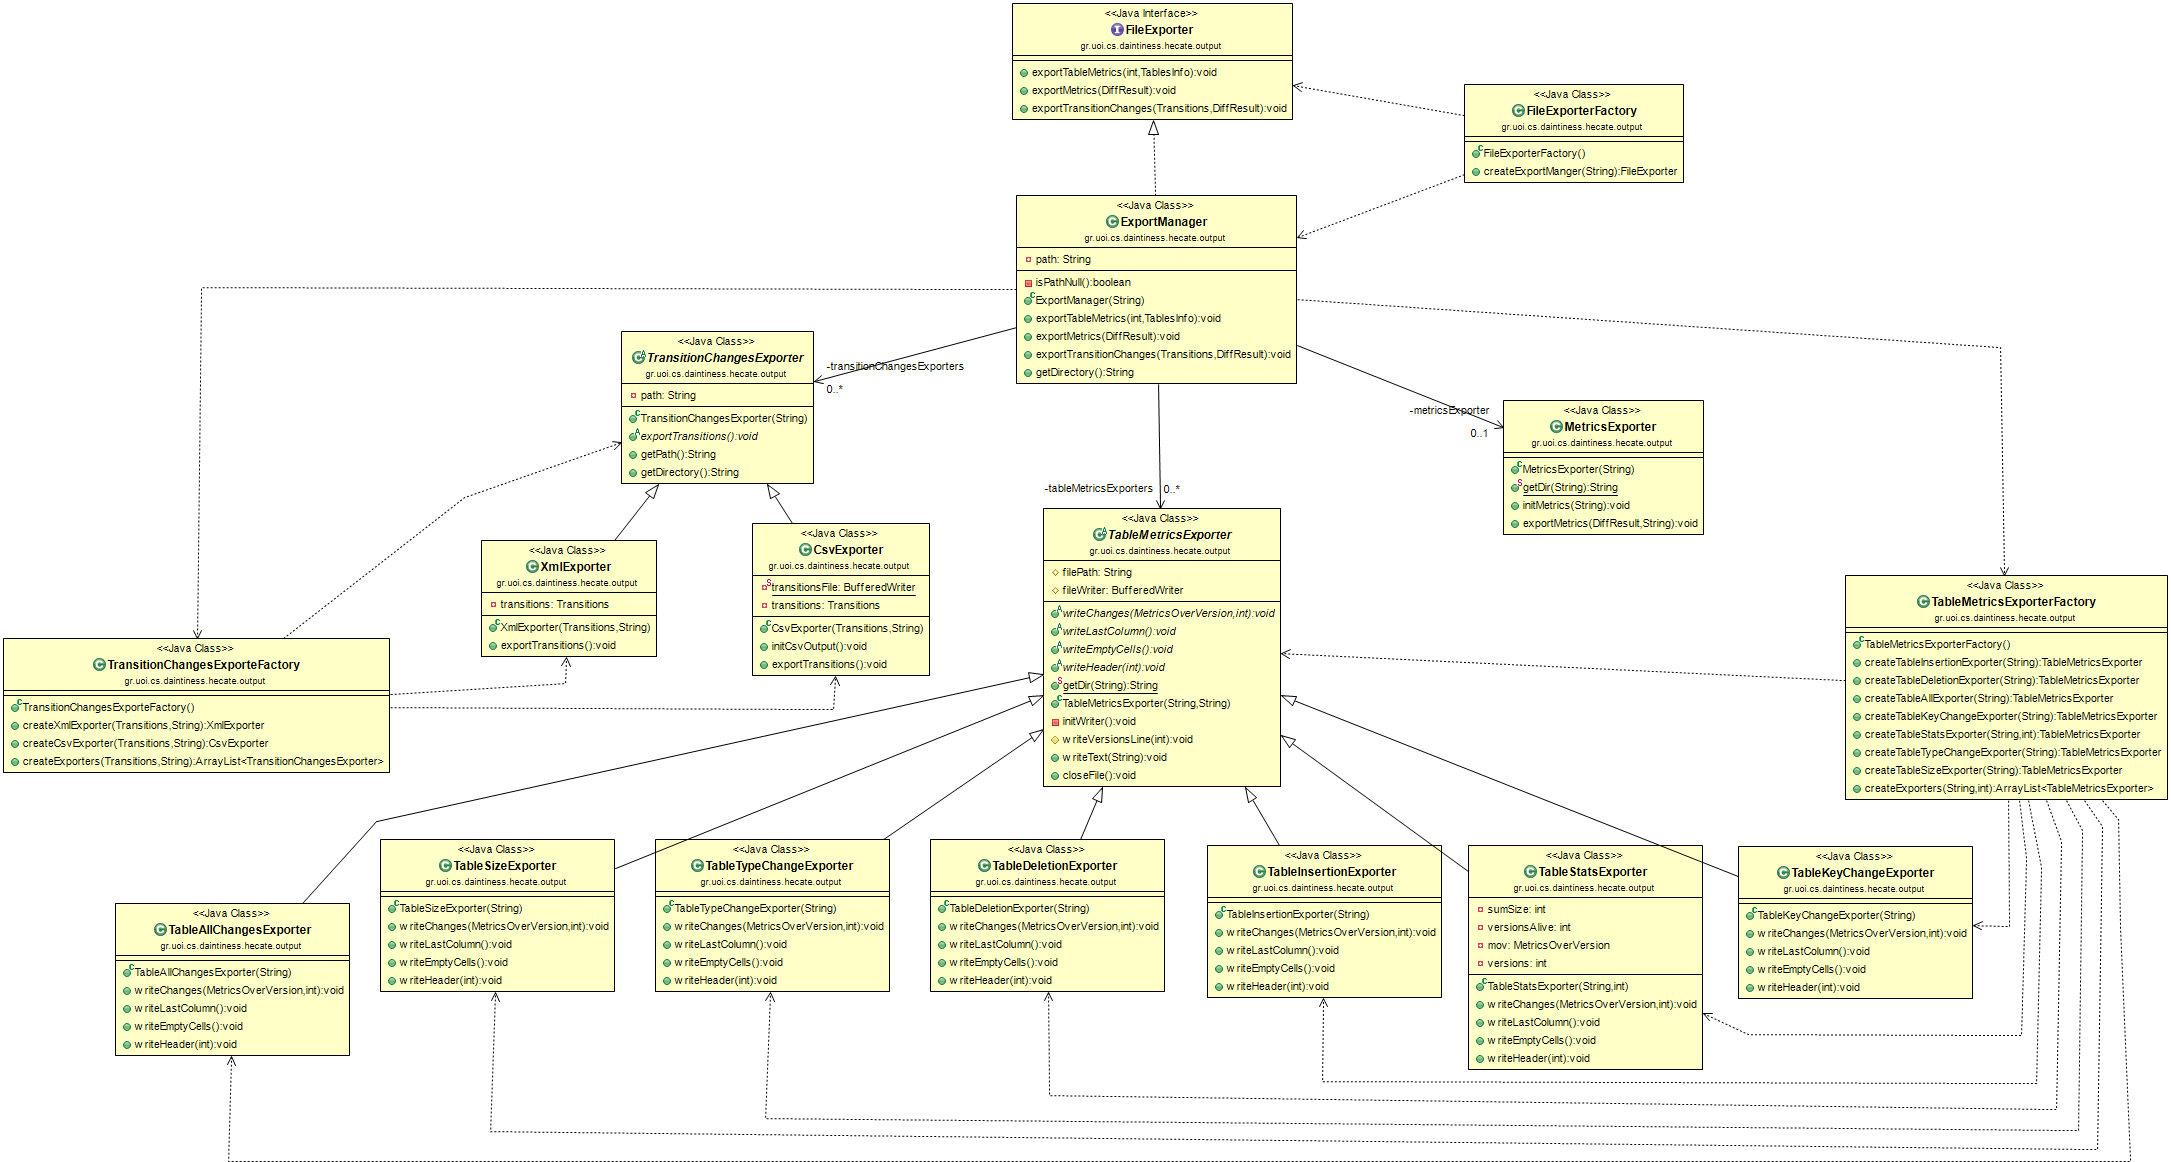 <<Java Interface>>
FileExporter
gr.uoi.cs.daintiness.hecate.output
exportTableMetrics(int,TablesInfo):void
exportMetrics(DiffResult):void
exportTransitionChanges(Transitions,DiffResult):void
<<Java Class>>
FileExporterFactory
gr.uoi.cs.daintiness.hecate.output
FileExporterFactory()
createExportManger(String):FileExporter
<<Java Class>>
ExportManager
gr.uoi.cs.daintiness.hecate.output
path: String
isPathNull():boolean
ExportManager(String)
exportTableMetrics(int,TablesInfo):void
exportMetrics(DiffResult):void
exportTransitionChanges(Transitions,DiffResult):void
getDirectory():String
-transitionChangesExporters
0..*
-metricsExporter
0..1
-tableMetricsExporters
0..*
<<Java Class>>
TransitionChangesExporter
gr.uoi.cs.daintiness.hecate.output
path: String
TransitionChangesExporter(String)
exportTransitions():void
getPath():String
getDirectory():String
<<Java Class>>
MetricsExporter
gr.uoi.cs.daintiness.hecate.output
MetricsExporter(String)
getDir(String):String
initMetrics(String):void
exportMetrics(DiffResult,String):void
<<Java Class>>
XmlExporter
gr.uoi.cs.daintiness.hecate.output
transitions: Transitions
XmlExporter(Transitions,String)
exportTransitions():void
<<Java Class>>
CsvExporter
gr.uoi.cs.daintiness.hecate.output
transitionsFile: BufferedWriter
transitions: Transitions
CsvExporter(Transitions,String)
initCsvOutput():void
exportTransitions():void
<<Java Class>>
TableMetricsExporter
gr.uoi.cs.daintiness.hecate.output
filePath: String
fileWriter: BufferedWriter
writeChanges(MetricsOverVersion,int):void
writeLastColumn():void
writeEmptyCells():void
writeHeader(int):void
getDir(String):String
TableMetricsExporter(String,String)
initWriter():void
writeVersionsLine(int):void
writeText(String):void
closeFile():void
<<Java Class>>
TableMetricsExporterFactory
gr.uoi.cs.daintiness.hecate.output
TableMetricsExporterFactory()
createTableInsertionExporter(String):TableMetricsExporter
createTableDeletionExporter(String):TableMetricsExporter
createTableAllExporter(String):TableMetricsExporter
createTableKeyChangeExporter(String):TableMetricsExporter
createTableStatsExporter(String,int):TableMetricsExporter
createTableTypeChangeExporter(String):TableMetricsExporter
createTableSizeExporter(String):TableMetricsExporter
createExporters(String,int):ArrayList<TableMetricsExporter>
<<Java Class>>
TransitionChangesExporteFactory
gr.uoi.cs.daintiness.hecate.output
TransitionChangesExporteFactory()
createXmlExporter(Transitions,String):XmlExporter
createCsvExporter(Transitions,String):CsvExporter
createExporters(Transitions,String):ArrayList<TransitionChangesExporter>
<<Java Class>>
TableAllChangesExporter
gr.uoi.cs.daintiness.hecate.output
TableAllChangesExporter(String)
writeChanges(MetricsOverVersion,int):void
writeLastColumn():void
writeEmptyCells():void
writeHeader(int):void
<<Java Class>>
TableSizeExporter
gr.uoi.cs.daintiness.hecate.output
TableSizeExporter(String)
writeChanges(MetricsOverVersion,int):void
writeLastColumn():void
writeEmptyCells():void
writeHeader(int):void
<<Java Class>>
TableTypeChangeExporter
gr.uoi.cs.daintiness.hecate.output
TableTypeChangeExporter(String)
writeChanges(MetricsOverVersion,int):void
writeLastColumn():void
writeEmptyCells():void
writeHeader(int):void
<<Java Class>>
TableDeletionExporter
gr.uoi.cs.daintiness.hecate.output
TableDeletionExporter(String)
writeChanges(MetricsOverVersion,int):void
writeLastColumn():void
writeEmptyCells():void
writeHeader(int):void
<<Java Class>>
TableInsertionExporter
gr.uoi.cs.daintiness.hecate.output
TableInsertionExporter(String)
writeChanges(MetricsOverVersion,int):void
writeLastColumn():void
writeEmptyCells():void
writeHeader(int):void
<<Java Class>>
TableStatsExporter
gr.uoi.cs.daintiness.hecate.output
sumSize: int
versionsAlive: int
mov: MetricsOverVersion
versions: int
TableStatsExporter(String,int)
writeChanges(MetricsOverVersion,int):void
writeLastColumn():void
writeEmptyCells():void
writeHeader(int):void
<<Java Class>>
TableKeyChangeExporter
gr.uoi.cs.daintiness.hecate.output
TableKeyChangeExporter(String)
writeChanges(MetricsOverVersion,int):void
writeLastColumn():void
writeEmptyCells():void
writeHeader(int):void